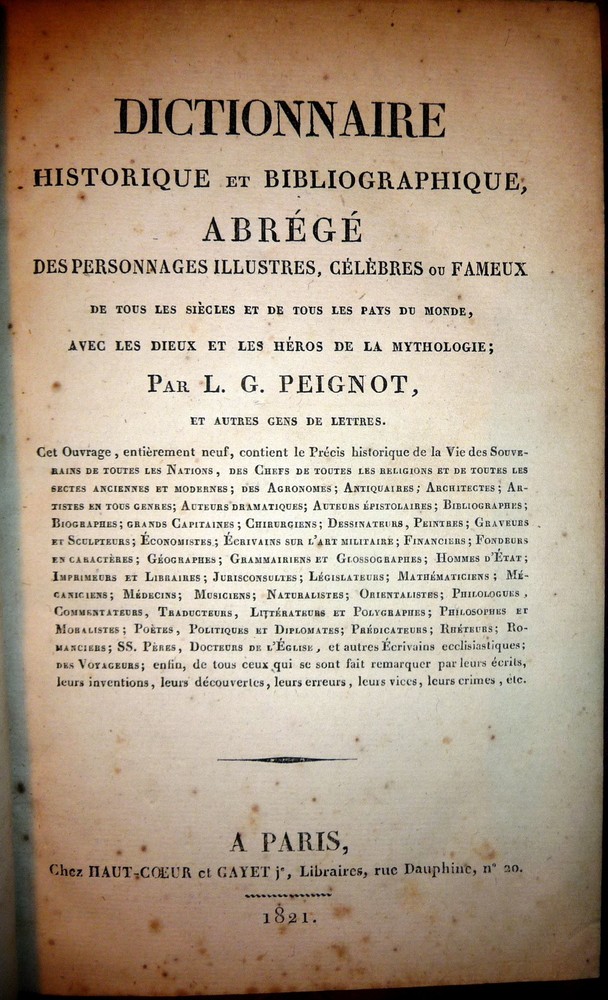 DICTIONNAIRE
HISTORIQUE ET BIBLIOGRAPHIQUE,
ABRÉGÉ
DES PERSONNAGES ILLUSTRES, CÉLÈBRES OU FAMEUX
DE TOUS LES SIÈCLES ET DE TOUS LES PAYS DU MONDE,
AVEC LES DIEUX ET LES HÉROS DE LA MYTHOLOGIE;
PAR L. G. PEIGNOT,
ET AUTRES GENS DE LETTRES.
Cet Ouvrage, entièrement neuf, contient le Précis historique de la Vie des SOUVE-
RAINS DE TOUTES LES NATIONS, DES CHEFS DE TOUTES LES RELIGIONS ET DE TOUTES LES
SECTES ANCIENNES ET MODERNES; DES AGRONOMES; ANTIQUAIRES; ARCHITECTES; AR-
TISTES EN TOUS GENRES; AUTEURS DRAMATIQUES; AUTEURS ÉPISTOLAIRES; BIBLIOGRAPHES;
BIOGRAPHES; GRANDS CAPITAINES; CHIRURGIENS; DESSINATEURS, PEINTRES; GRAVEURS
ET SCULPTEURS; ÉCONOMISTES; ÉCRIVAINS SUR L'ART MILITAIRE; FINANCIERS; FONDEURS
EN CARACTÈRES; GÉOGRAPHES; GRAMMAIRIENS ET GLOSSOGRAPHES; HOMMES D'ÉTAT;
IMPRIMEURS ET LIBRAIRES; JURISCONSULTES; LÉGISLATEURS; MATHÉMATICIENS; MÉ-
CANICIENS; MÉDECINS; MUSICIENS; NATURALISTES; ORIENTALISTES; PHILOLOGUES,
COMMENTATEURS, TRADUCTEURS, LITTÉRATEURS ET POLYGRAPHES; PHILOSOPHES ET
MORALISTES; POÈTES, POLITIQUES ET DIPLOMATES; PRÉDICATEURS; RHÉTEURS; RO-
MANCIERS; SS. PÈRES, DOCTEURS DE L'ÉGLISE, et autres Écrivains ecclisiastiques;
DES VOYAGEURS; enfin, de tous ceux qui se sont fait remarquer par leurs écrits,
leurs inventions, leurs découvertes, leurs erreurs, leurs vices, leurs crimes, etc.
A PARIS,
Chez HAUT-CŒUR et GAYET jᵉ, Libraires, rue Dauphine, nº 20.
1821.